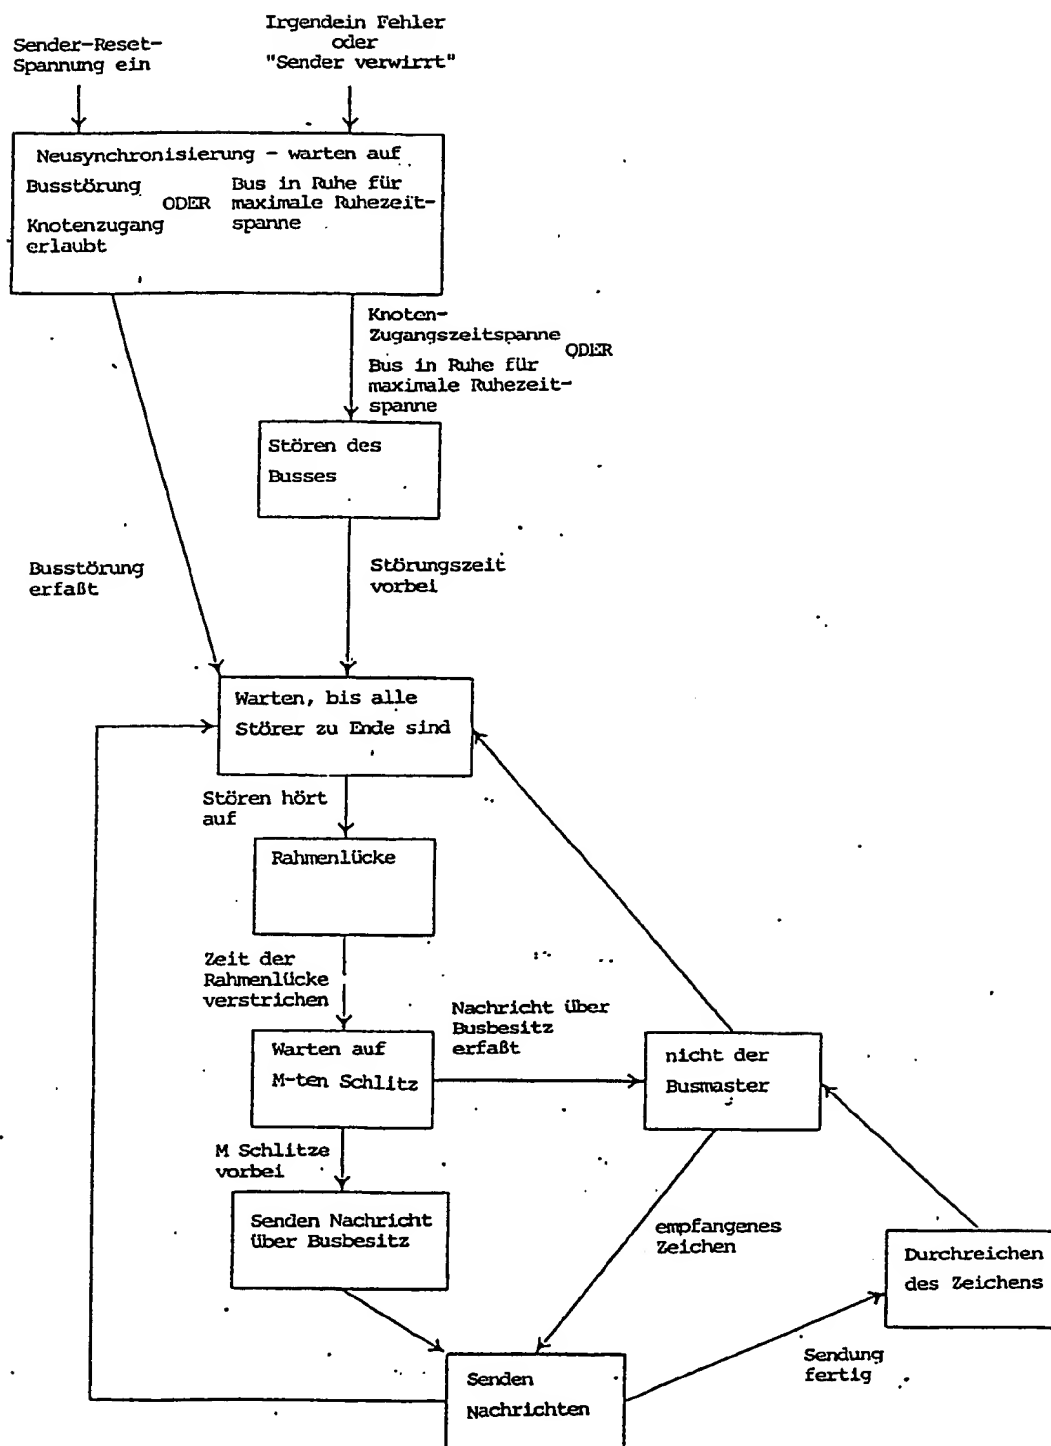 Sender-Reset-
Spannung ein
Irgendein Fehler
oder
"Sender verwirrt"
Neusynchronisierung - warten auf
Busstörung
ODER
Knotenzugang
erlaubt
Bus in Ruhe für
maximale Ruhezeit-
spanne
Knoten-
Zugangszeitspanne
ODER
Bus in Ruhe für
maximale Ruhezeit-
spanne
Stören des
Busses
Busstörung
erfaßt
Störungszeit
vorbei
Warten, bis alle
Störer zu Ende sind
Stören hört
auf
Rahmenlücke
Zeit der
Rahmenlücke
verstrichen
Nachricht über
Busbesitz
erfaßt
Warten auf
M-ten Schlitz
nicht der
Busmaster
M Schlitze
vorbei
Senden Nachricht
über Busbesitz
empfangenes
Zeichen
Durchreichen
des Zeichens
Sendung
fertig
Senden
Nachrichten